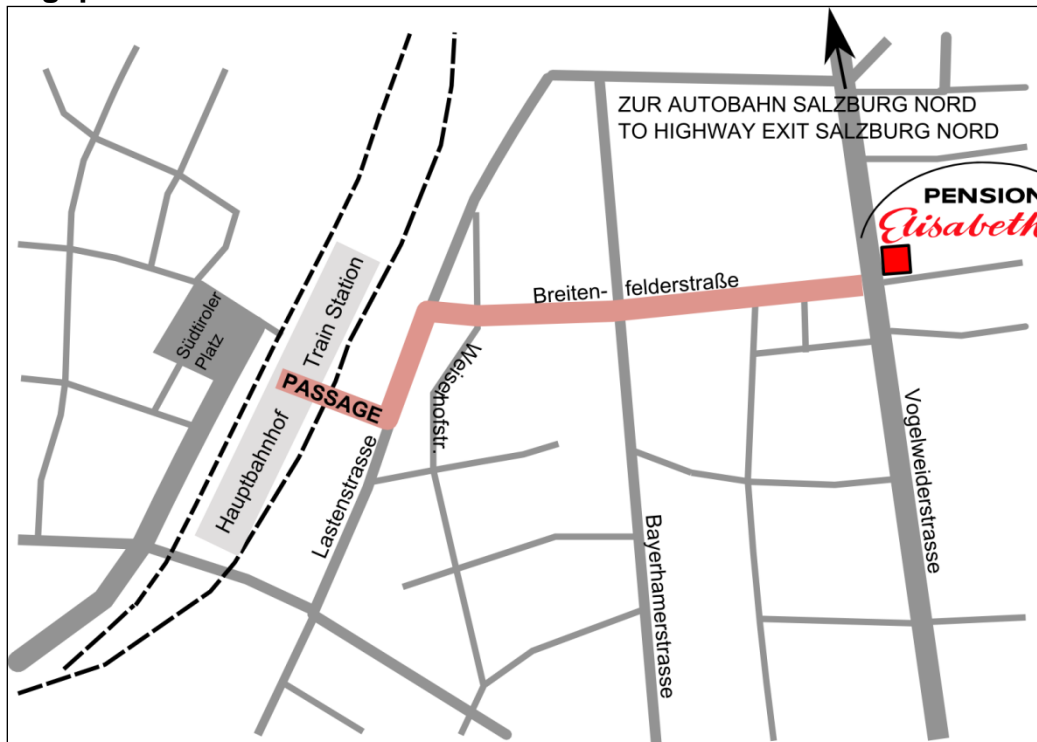 ZUR AUTOBAHN SALZBURG NORD
TO HIGHWAY EXIT SALZBURG NORD
PENSION
Elisabeth
Breiten-
felderstraße
Südtiroler
Platz
Train Station
Hauptbahnhof
PASSAGE
Weiserhofstr.
Lastenstrasse
Vogelweiderstrasse
Bayerhamerstrasse